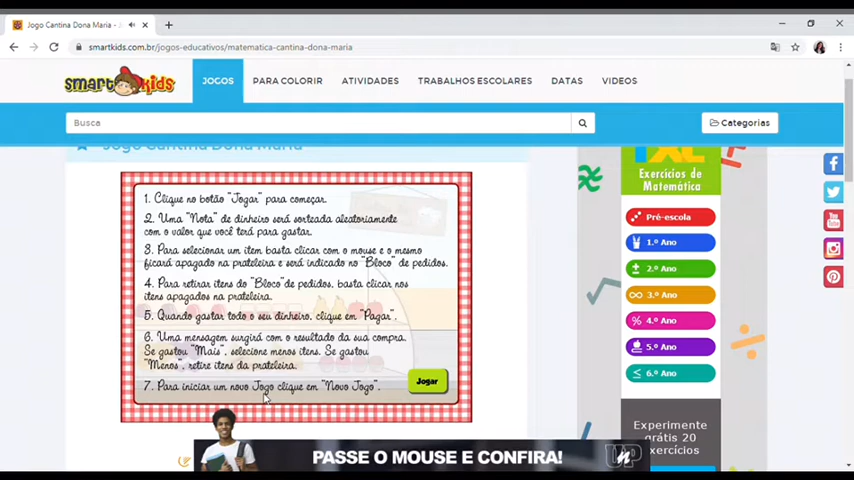 Jogo Cantina Dona Maria - J
smartkids.com.br/jogos-educativos/matematica-cantina-dona-maria
smart kids
JOGOS
PARA COLORIR
ATIVIDADES
TRABALHOS ESCOLARES
DATAS
VIDEOS
Busca
Categorias
Jogo Cantina Dona Maria
1. Clique no botão "Jogar" para começar.
2. Uma "Nota" de dinheiro será sorteada aleatoriamente
com o valor que você terá para gastar.
3. Para selecionar um item basta clicar com o mouse e o mesmo
ficará apagado na prateleira e será indicado no "Bloco" de pedidos.
4. Para retirar itens do "Bloco" de pedidos, basta clicar nos
itens apagados na prateleira.
5. Quando gastar todo o seu dinheiro, clique em "Pagar".
6. Uma mensagem surgirá com o resultado da sua compra.
Se gastou "Mais", selecione menos itens. Se gastou
"Menos", retire itens da prateleira.
7. Para iniciar um novo Jogo clique em "Novo Jogo".
Jogar
IXL
Exercícios de
Matemática
Pré-escola
1.º Ano
2.º Ano
3.º Ano
4.º Ano
5.º Ano
6.º Ano
Experimente
grátis 20
exercícios
PASSE O MOUSE E CONFIRA!
UP